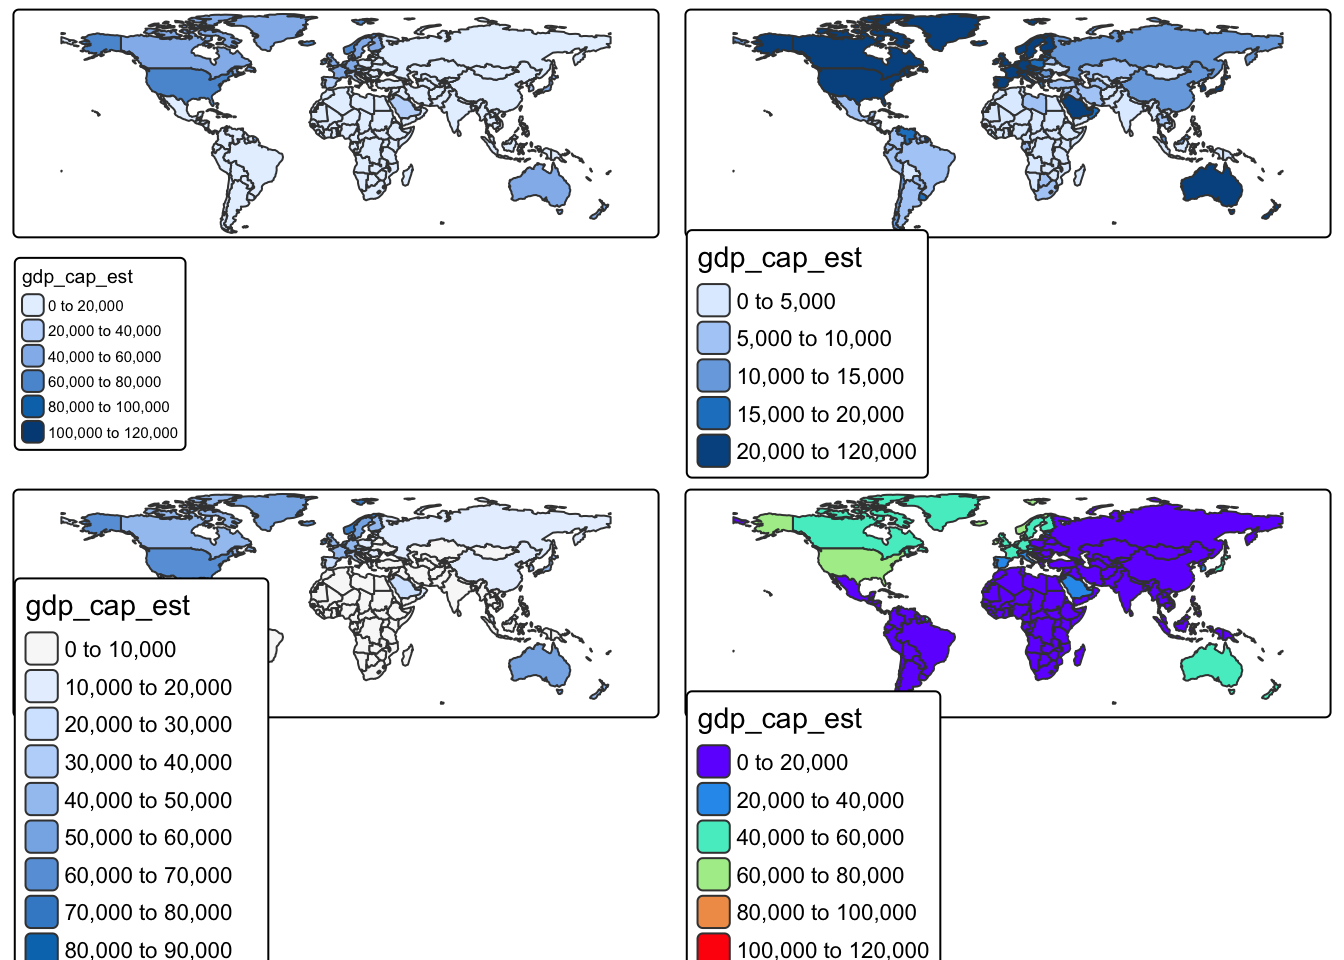 gdp_cap_est
0 to 20,000
20,000 to 40,000
40,000 to 60,000
60,000 to 80,000
80,000 to 100,000
100,000 to 120,000
gdp_cap_est
0 to 5,000
5,000 to 10,000
10,000 to 15,000
15,000 to 20,000
20,000 to 120,000
gdp_cap_est
0 to 10,000
10,000 to 20,000
20,000 to 30,000
30,000 to 40,000
40,000 to 50,000
50,000 to 60,000
60,000 to 70,000
70,000 to 80,000
80,000 to 90,000
gdp_cap_est
0 to 20,000
20,000 to 40,000
40,000 to 60,000
60,000 to 80,000
80,000 to 100,000
100,000 to 120,000